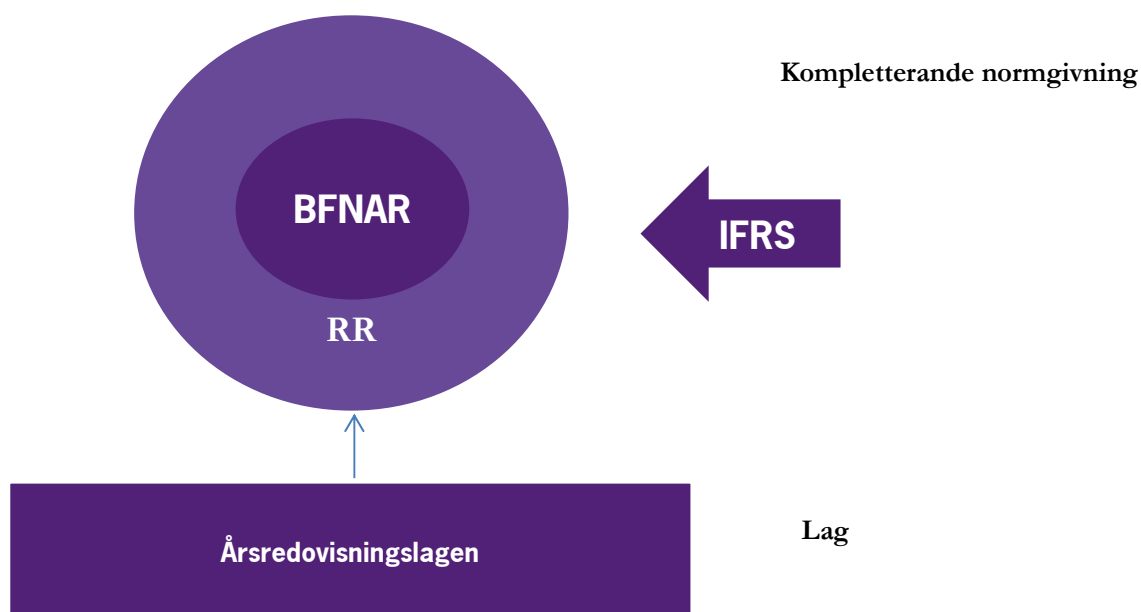 Kompletterande normgivning
BFNAR
IFRS
RR
Årsredovisningslagen
Lag